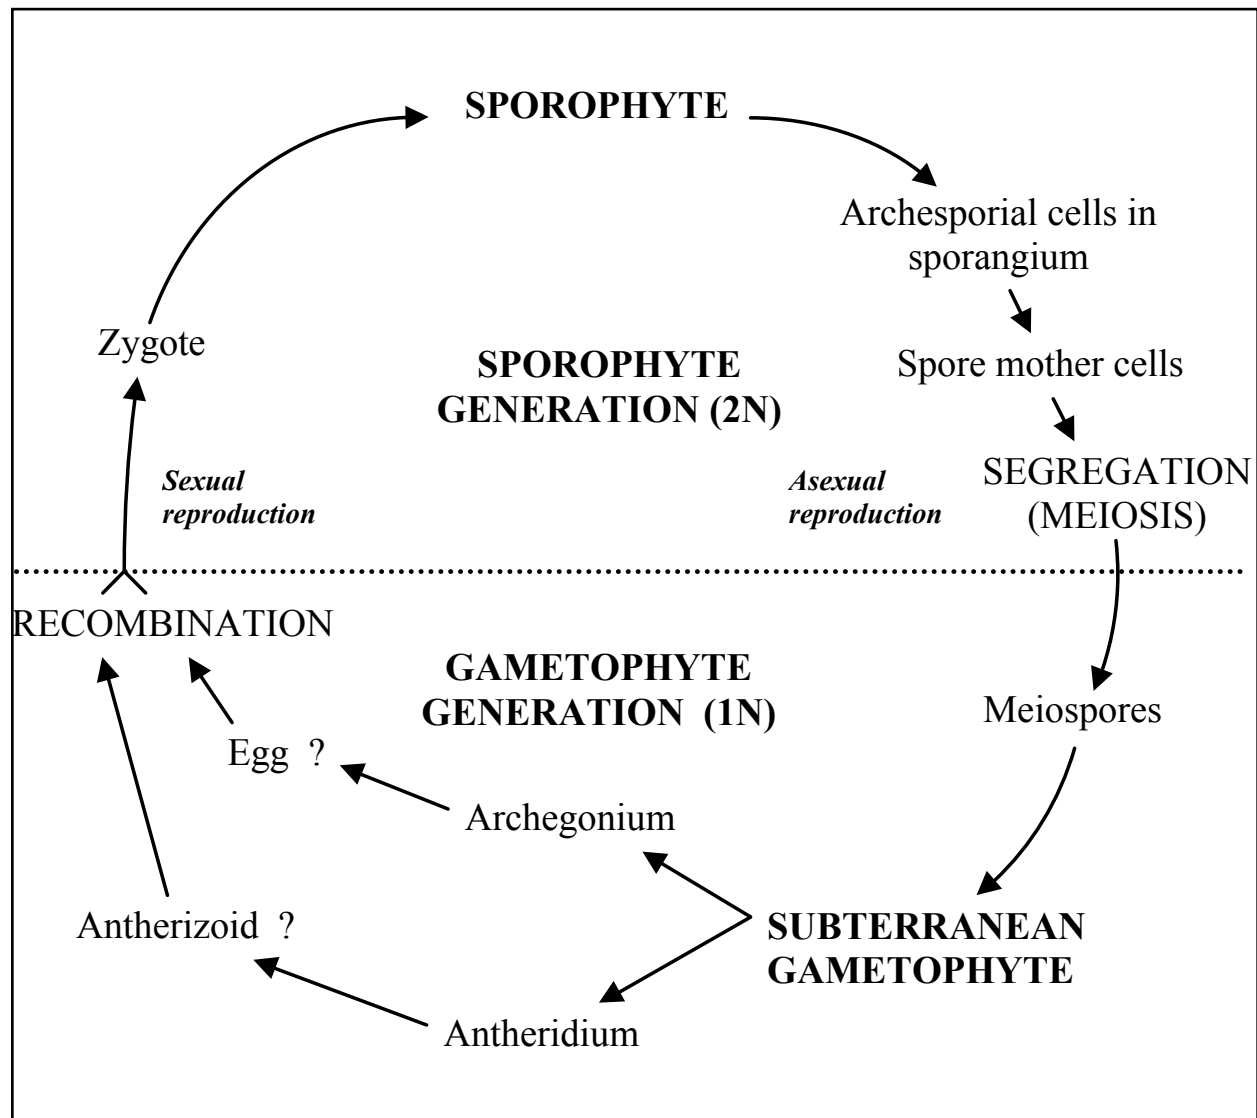 SPOROPHYTE
Archesporial cells in
sporangium
Zygote
Spore mother cells
SPOROPHYTE
GENERATION (2N)
Sexual
reproduction
Asexual
reproduction
SEGREGATION
(MEIOSIS)
RECOMBINATION
GAMETOPHYTE
GENERATION (1N)
Meiospores
Egg ?
Archegonium
Antherizoid ?
SUBTERRANEAN
GAMETOPHYTE
Antheridium